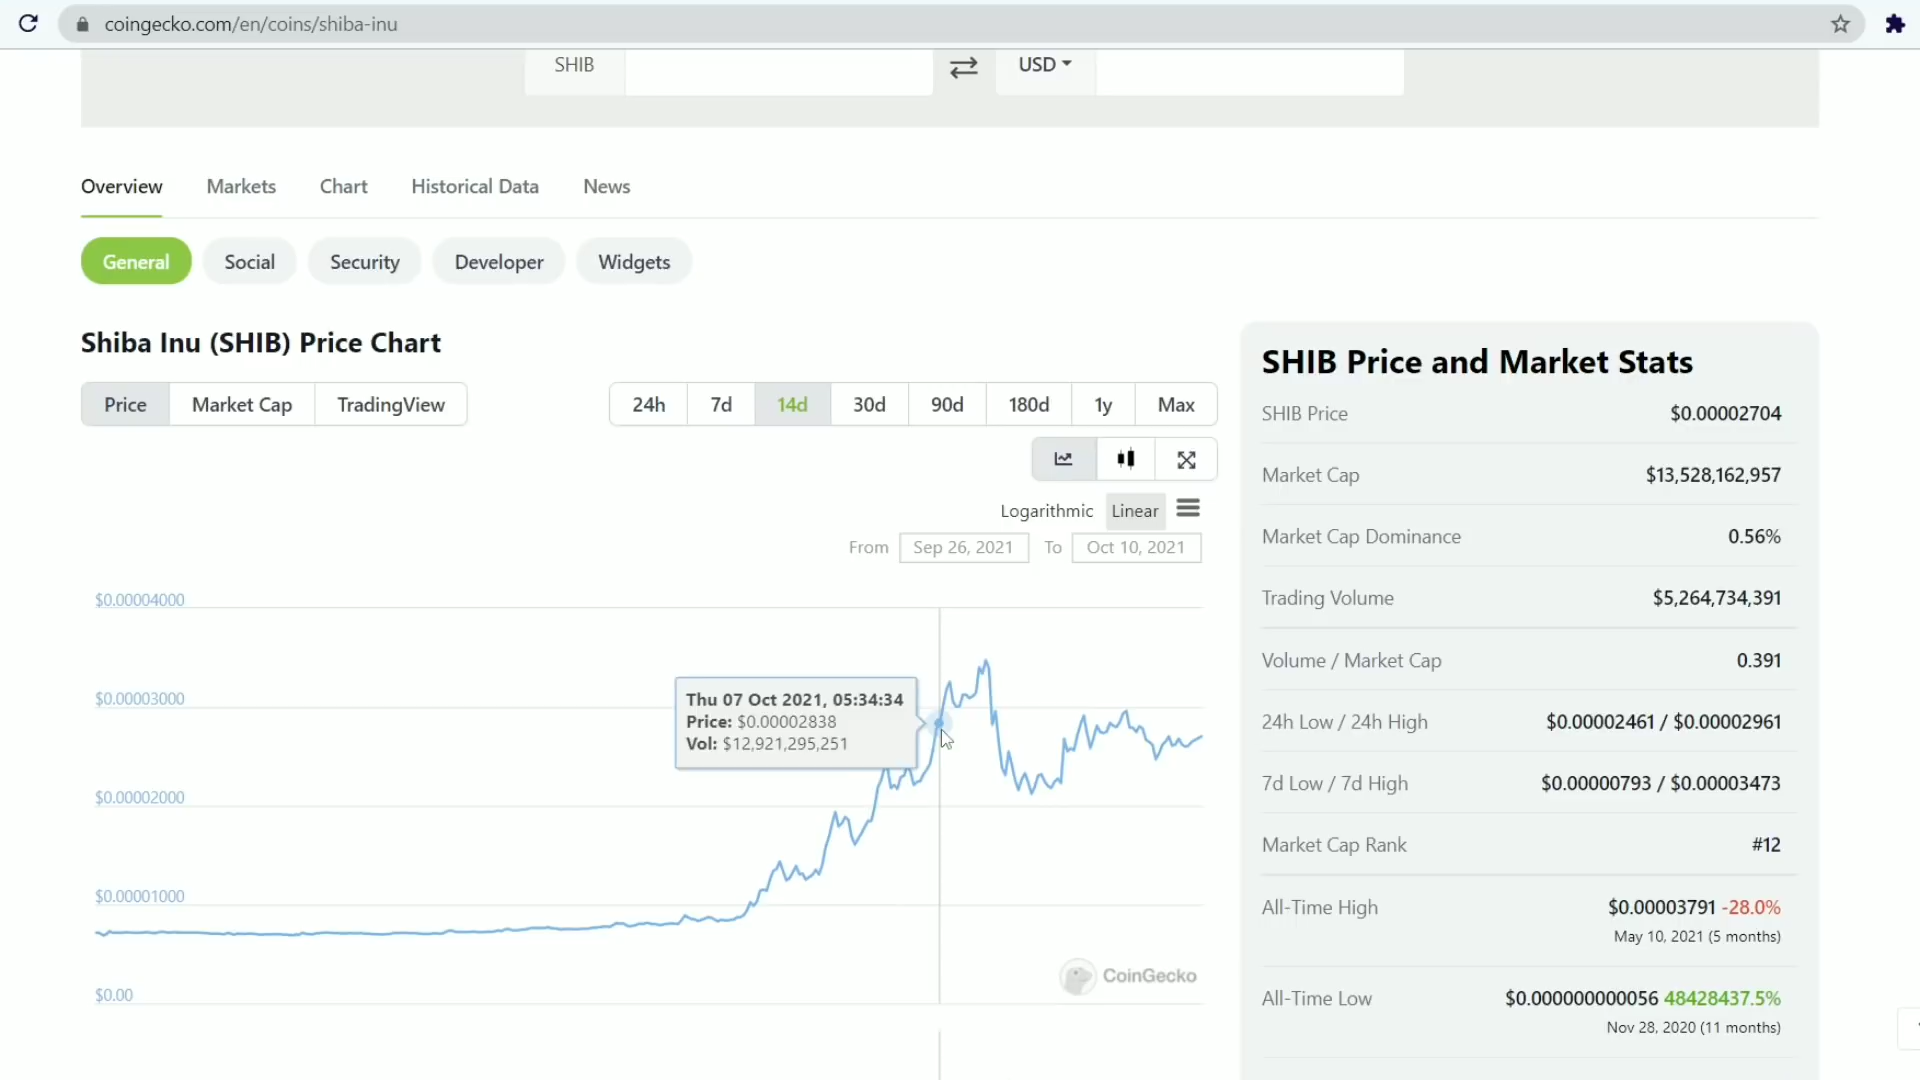 coingecko.com/en/coins/shiba-inu
SHIB
USD
Overview Markets Chart Historical Data News
General Social Security Developer Widgets
Shiba Inu (SHIB) Price Chart
Price Market Cap TradingView
24h 7d 14d 30d 90d 180d 1y Max
Logarithmic Linear
From Sep 26, 2021 To Oct 10, 2021
$0.00004000
$0.00003000
$0.00002000
$0.00001000
$0.00
Thu 07 Oct 2021, 05:34:34
Price: $0.00002838
Vol: $12,921,295,251
CoinGecko
SHIB Price and Market Stats
SHIB Price $0.00002704
Market Cap $13,528,162,957
Market Cap Dominance 0.56%
Trading Volume $5,264,734,391
Volume / Market Cap 0.391
24h Low / 24h High $0.00002461 / $0.00002961
7d Low / 7d High $0.00000793 / $0.00003473
Market Cap Rank #12
All-Time High $0.00003791 -28.0%
May 10, 2021 (5 months)
All-Time Low $0.000000000056 48428437.5%
Nov 28, 2020 (11 months)